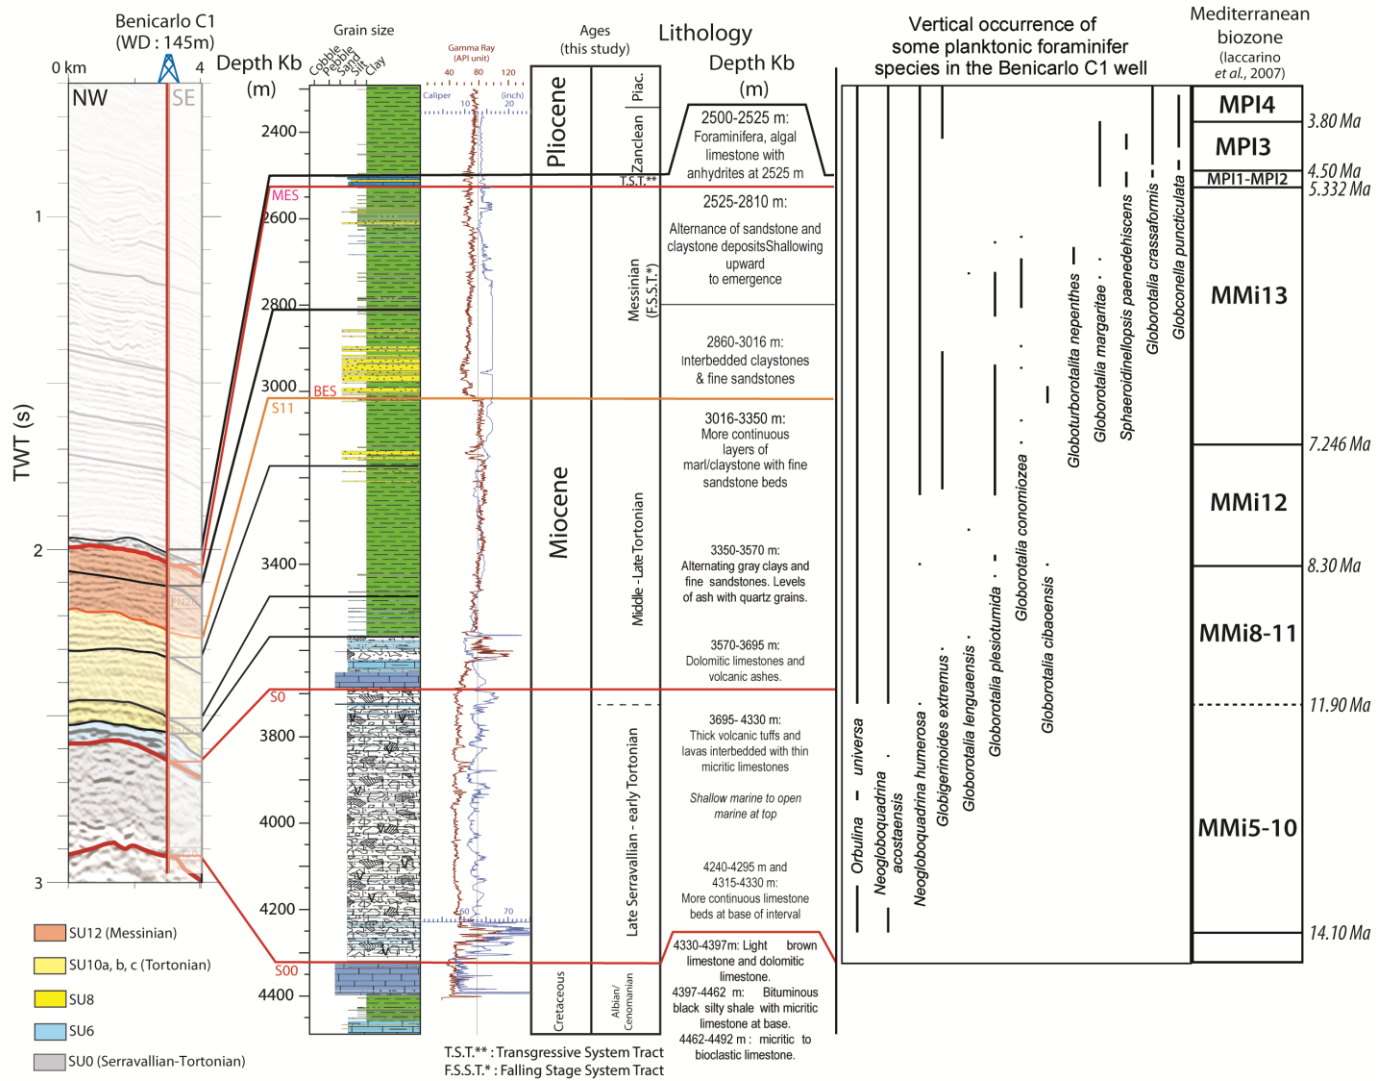 Benicarlo C1
(WD : 145m)
0 km
4
NW
SE
TWT (s)
1
2
3
SU12 (Messinian)
SU10a, b, c (Tortonian)
SU8
SU6
SU0 (Serravallian-Tortonian)
Depth Kb
(m)
2400
2600
2800
3000
3400
3800
4000
4200
4400
MES
BES
S11
S0
S00
Grain size
Cobble
Pebble
Sand
Silt
Clay
Gamma Ray
(API unit)
40 80 120
Caliper (inch)
10 20
60 70
Ages
(this study)
Pliocene
Miocene
Cretaceous
Piac.
Zanclean
T.S.T.**
Messinian
(F.S.S.T.*)
Middle - Late Tortonian
Late Serravallian - early Tortonian
Albian/
Cenomanian
T.S.T.** : Transgressive System Tract
F.S.S.T.* : Falling Stage System Tract
Lithology
Depth Kb
(m)
2500-2525 m:
Foraminifera, algal
limestone with
anhydrites at 2525 m
2525-2810 m:
Alternance of sandstone and
claystone depositsShallowing
upward
to emergence
2860-3016 m:
Interbedded claystones
& fine sandstones
3016-3350 m:
More continuous
layers of
marl/claystone with fine
sandstone beds
3350-3570 m:
Alternating gray clays and
fine sandstones. Levels
of ash with quartz grains.
3570-3695 m:
Dolomitic limestones and
volcanic ashes.
3695- 4330 m:
Thick volcanic tuffs and
lavas interbedded with thin
micritic limestones
Shallow marine to open
marine at top
4240-4295 m and
4315-4330 m:
More continuous limestone
beds at base of interval
4330-4397m: Light brown
limestone and dolomitic
limestone.
4397-4462 m: Bituminous
black silty shale with micritic
limestone at base.
4462-4492 m : micritic to
bioclastic limestone.
Vertical occurrence of
some planktonic foraminifer
species in the Benicarlo C1 well
Orbulina universa
Neogloboquadrina
acostaensis
Neogloboquadrina humerosa
Globigerinoides extremus
Globorotalia lenguaensis
Globorotalia plesiotumida
Globorotalia conomiozea
Globorotalia cibaoensis
Globoturborotalita nepenthes
Globorotalia margaritae
Sphaeroidinellopsis paenedehiscens
Globorotalia crassaformis
Globconella puncticulata
Mediterranean
biozone
(Iaccarino
et al., 2007)
MPl4
3.80 Ma
MPl3
4.50 Ma
MPl1-MPl2
5.332 Ma
MMi13
7.246 Ma
MMi12
8.30 Ma
MMi8-11
11.90 Ma
MMi5-10
14.10 Ma